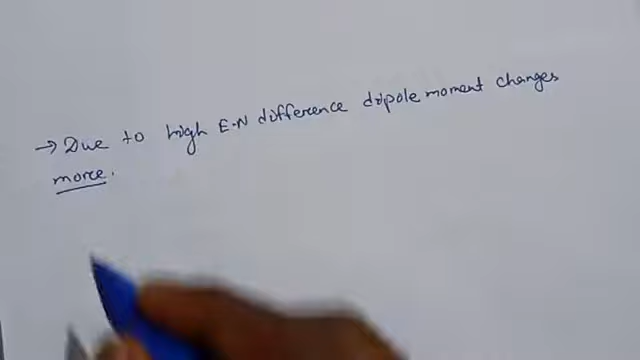 → Due to high E-N difference dipole moment changes
more.